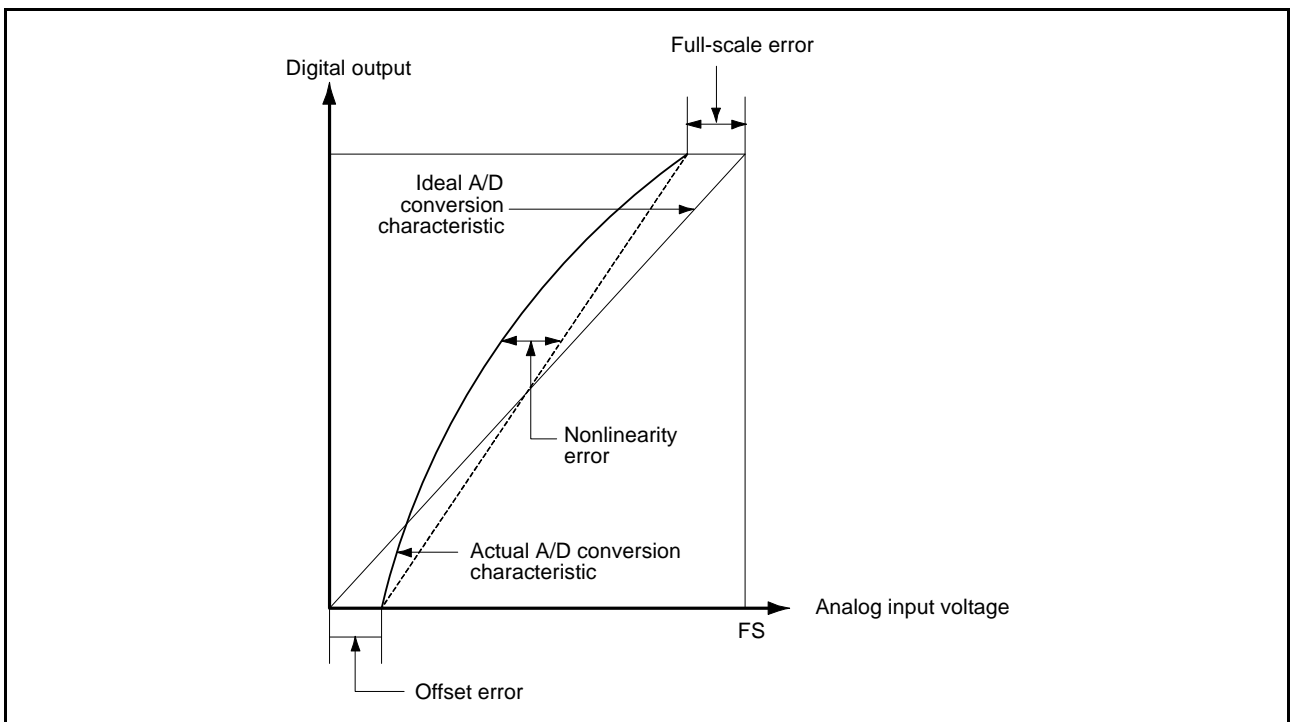 Full-scale error
Digital output
Ideal A/D
conversion
characteristic
Nonlinearity
error
Actual A/D conversion
characteristic
Analog input voltage
FS
Offset error